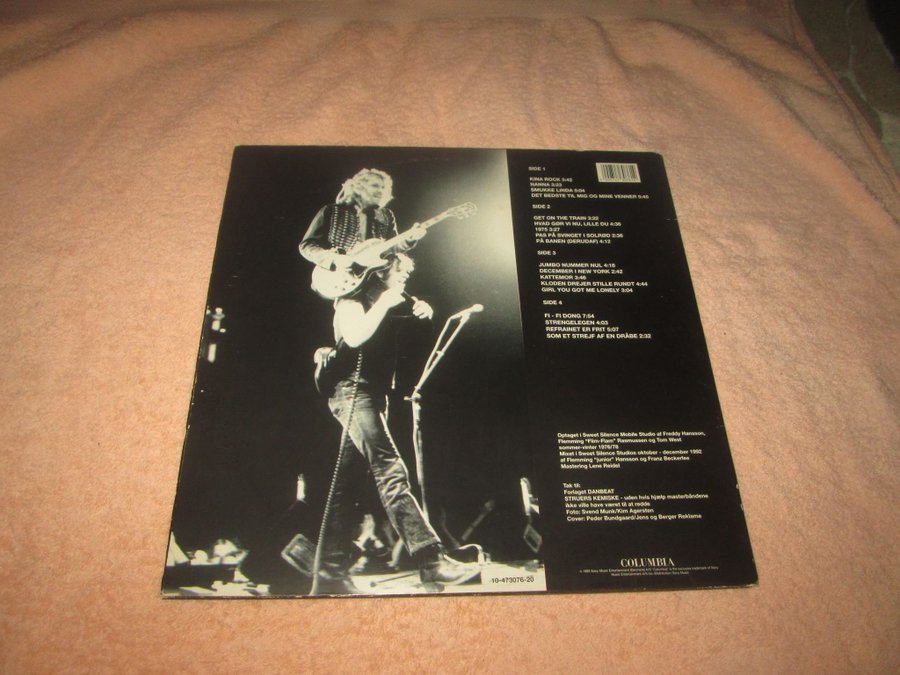 SIDE 1
KINA ROCK 3:42
NANNA 3:23
SMUKKE LINDA 5:04
DET BEDSTE TIL MIG OG MINE VENNER 5:45
SIDE 2
GET ON THE TRAIN 3:22
HVAD GØR VI NU, LILLE DU 4:38
1975 3:27
PAS PÅ SVINGET I SOLRØD 2:36
PÅ BANEN (DERUDAF) 4:12
SIDE 3
JUMBO NUMMER NUL 4:18
DECEMBER I NEW YORK 2:42
KATTEMOR 3:46
KLODEN DREJER STILLE RUNDT 4:44
GIRL YOU GOT ME LONELY 3:04
SIDE 4
FI - FI DONG 7:54
STRENGELEGEN 4:03
REFRAINET ER FRIT 5:07
SOM ET STREJF AF EN DRÅBE 2:32
Optaget i Sweet Silence Mobile Studio af Freddy Hansson,
Flemming "Flim-Flam" Rasmussen og Tom West
sommer-vinter 1976/78
Mixet i Sweet Silence Studios oktober - december 1992
af Flemming "junior" Hansson og Franz Beckerlee
Mastering Lene Reidel
Tak til:
Forlaget DANBEAT
STRUERS KEMISKE - uden hvis hjælp masterbåndene
ikke ville have været til at redde
Foto: Svend Munk/Kim Agersten
Cover: Peder Bundgaard/Jens og Berger Reklame
COLUMBIA
10-473076-20